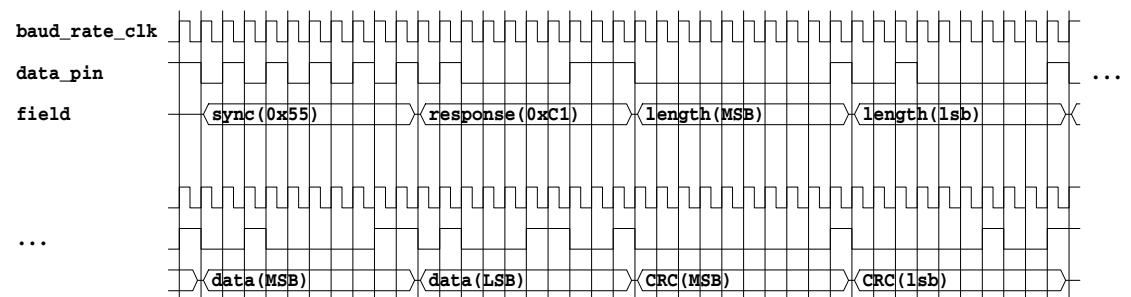 baud_rate_clk
data_pin ...
field sync(0x55) response(0xC1) length(MSB) length(lsb)
...
data(MSB) data(LSB) CRC(MSB) CRC(lsb)